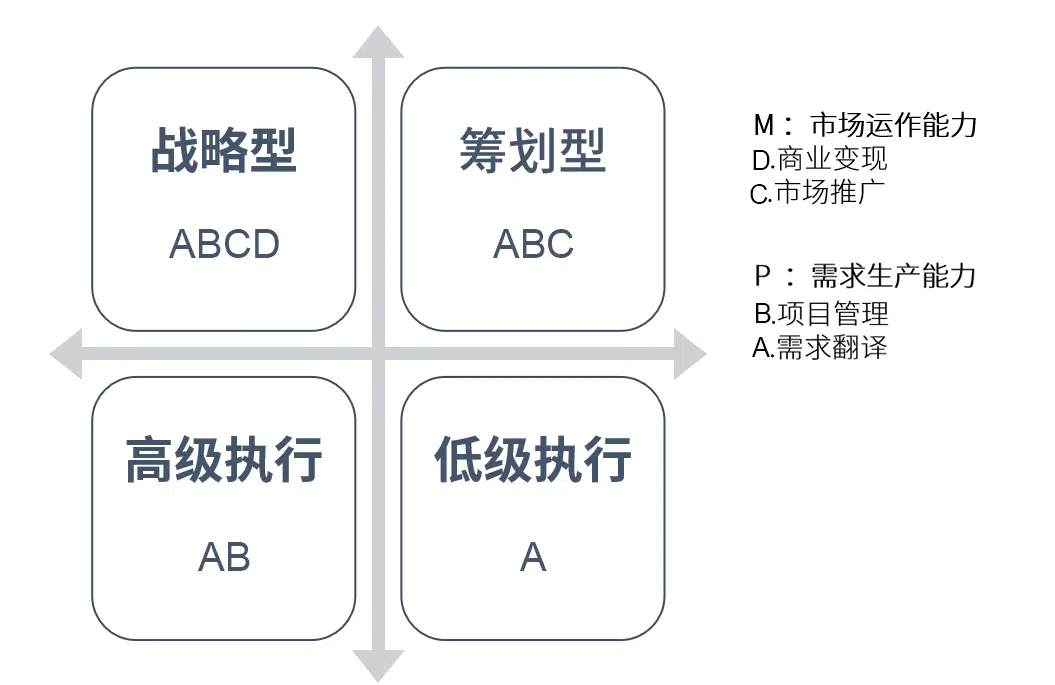 战略型
ABCD
筹划型
ABC
高级执行
AB
低级执行
A
M：市场运作能力
D.商业变现
C.市场推广
P：需求生产能力
B.项目管理
A.需求翻译